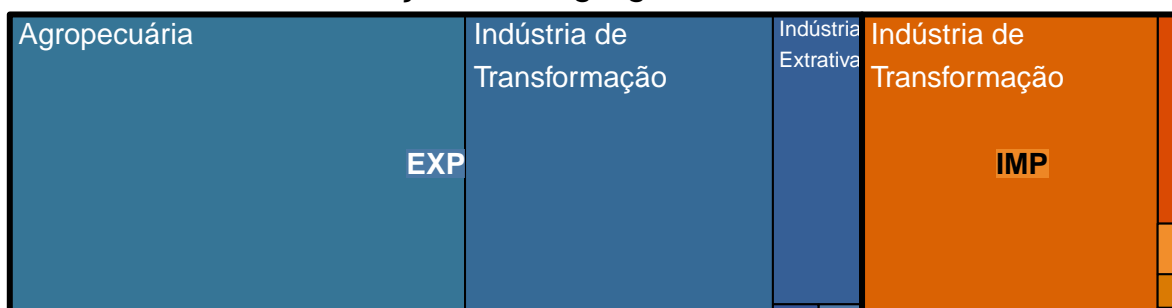 Agropecuária
Indústria de
Transformação
Indústria
Extrativa
EXP
Indústria de
Transformação
IMP